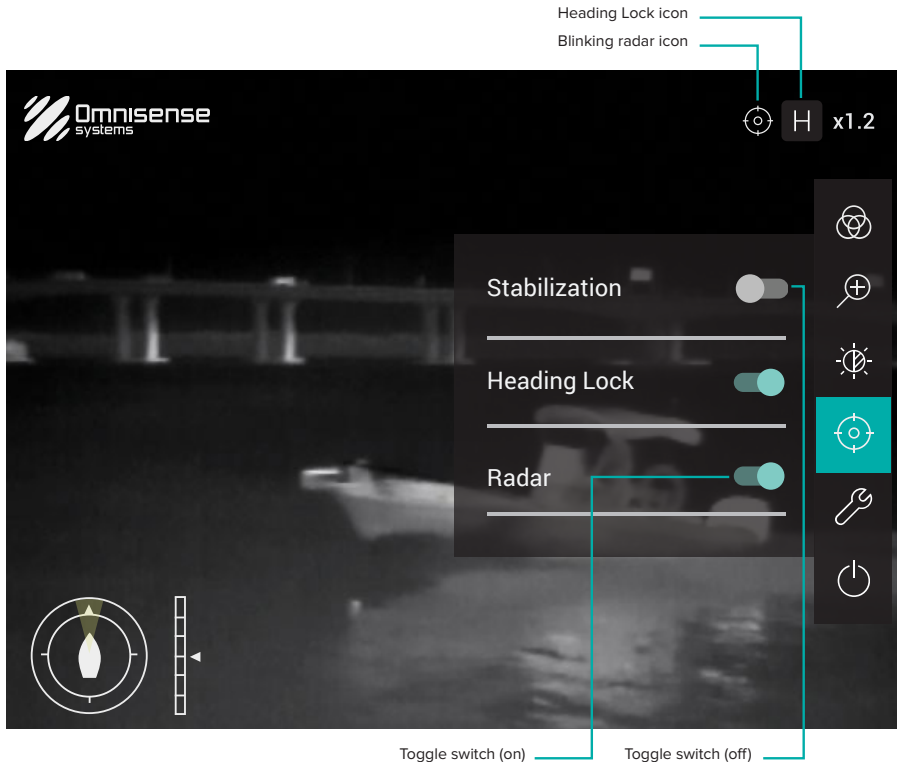 Heading Lock icon
Blinking radar icon
Omnisense
systems
H x1.2
Stabilization
Heading Lock
Radar
Toggle switch (on)
Toggle switch (off)